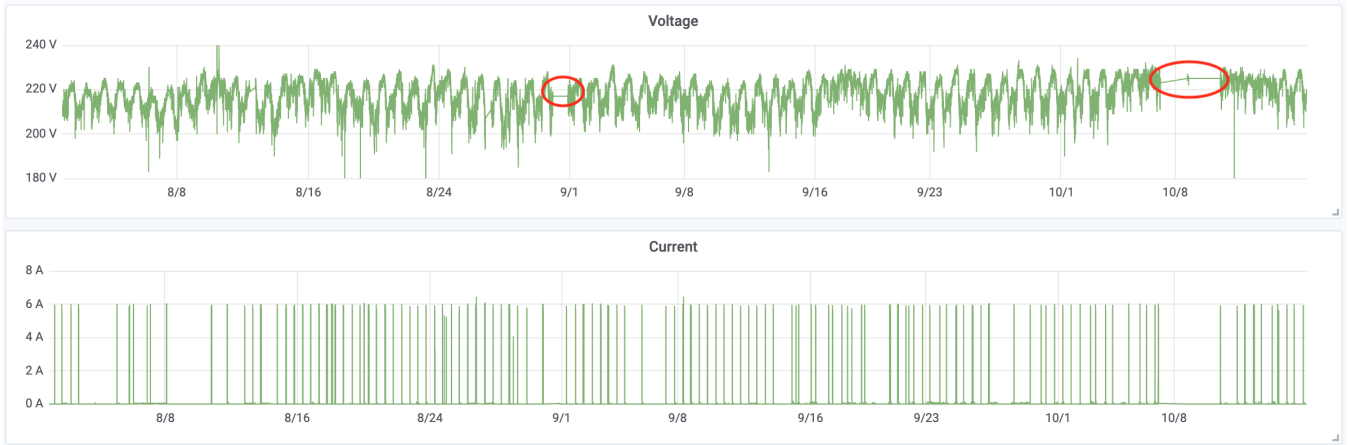 Voltage
240 V
220 V
200 V
180 V
8/8 8/16 8/24 9/1 9/8 9/16 9/23 10/1 10/8
Current
8 A
6 A
4 A
2 A
0 A
8/8 8/16 8/24 9/1 9/8 9/16 9/23 10/1 10/8